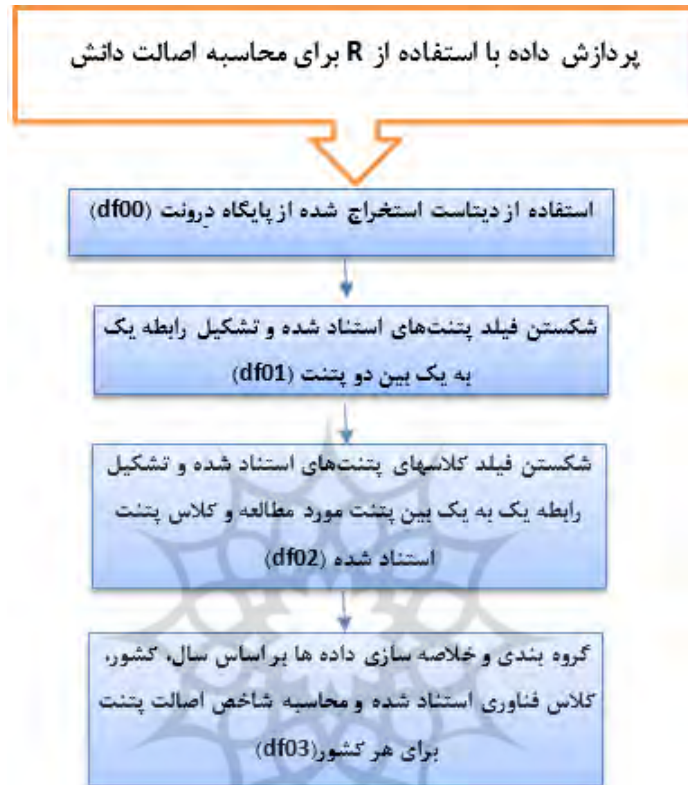 پردازش داده با استفاده از R برای محاسبه اصالت دانش
استفاده از دیتاست استخراج شده از پایگاه درونت (df00)
شکستن فیلد پتنت‌های استناد شده و تشکیل رابطه یک
به یک بین دو پتنت (df01)
شکستن فیلد کلاسهای پتنت‌های استناد شده و تشکیل
رابطه یک به یک بین پتنت مورد مطالعه و کلاس پتنت
استناد شده (df02)
گروه بندی و خلاصه سازی داده ها بر اساس سال، کشور،
کلاس فناوری استناد شده و محاسبه شاخص اصالت پتنت
برای هر کشور(df03)